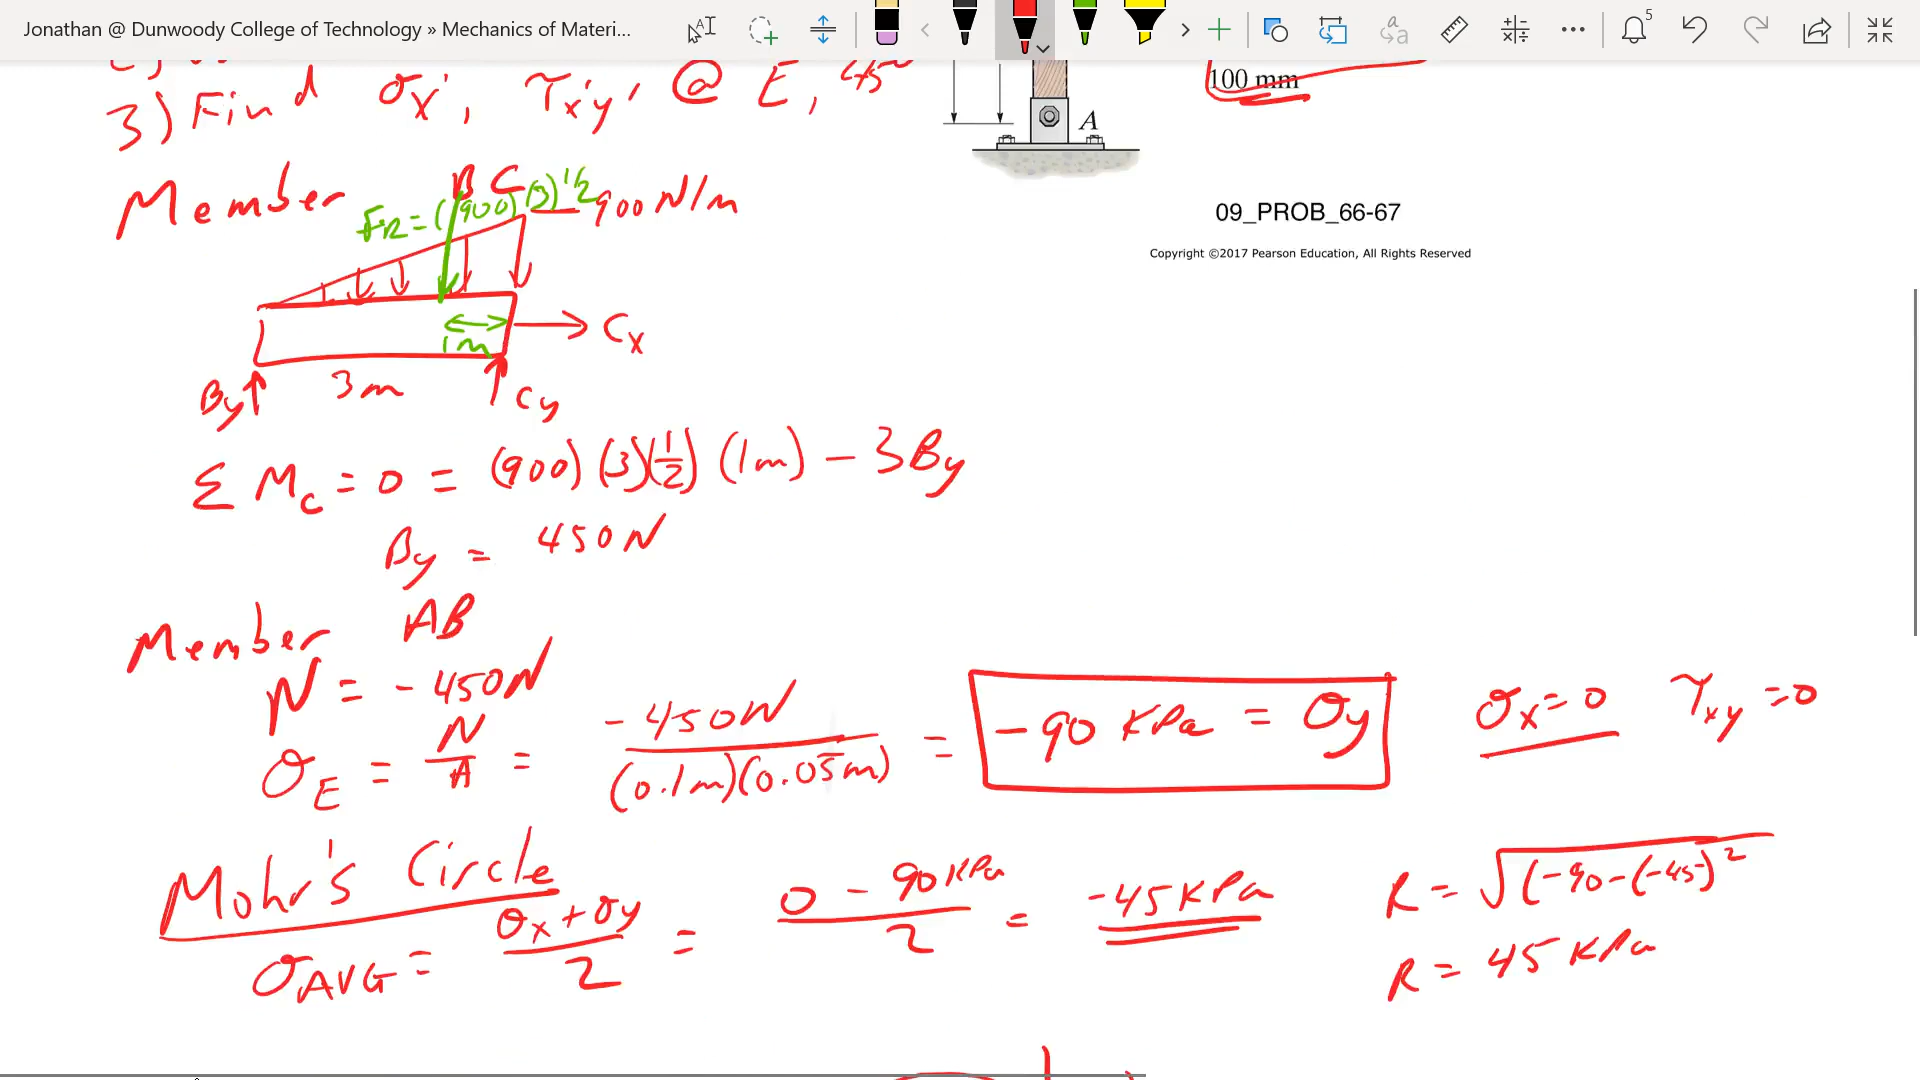 Jonathan @ Dunwoody College of Technology » Mechanics of Materi...
5
3) Find σx', τx'y' @ E, 45°
100 mm
A
09_PROB_66-67
Copyright ©2017 Pearson Education, All Rights Reserved
Member BC
FR = (900)(3)1/2
900 N/m
1m
Cx
By
3m
Cy
ΣMC = 0 = (900)(3)(1/2)(1m) - 3By
By = 450N
Member AB
N = -450N
σE = N/A = -450N/(0.1m)(0.05m) = -90 KPa = σy
σx = 0 τxy = 0
Mohr's Circle
σAVG = σx + σy/2 = 0 - 90KPa/2 = -45KPa
R = √(-90-(-45)²
R = 45 KPa